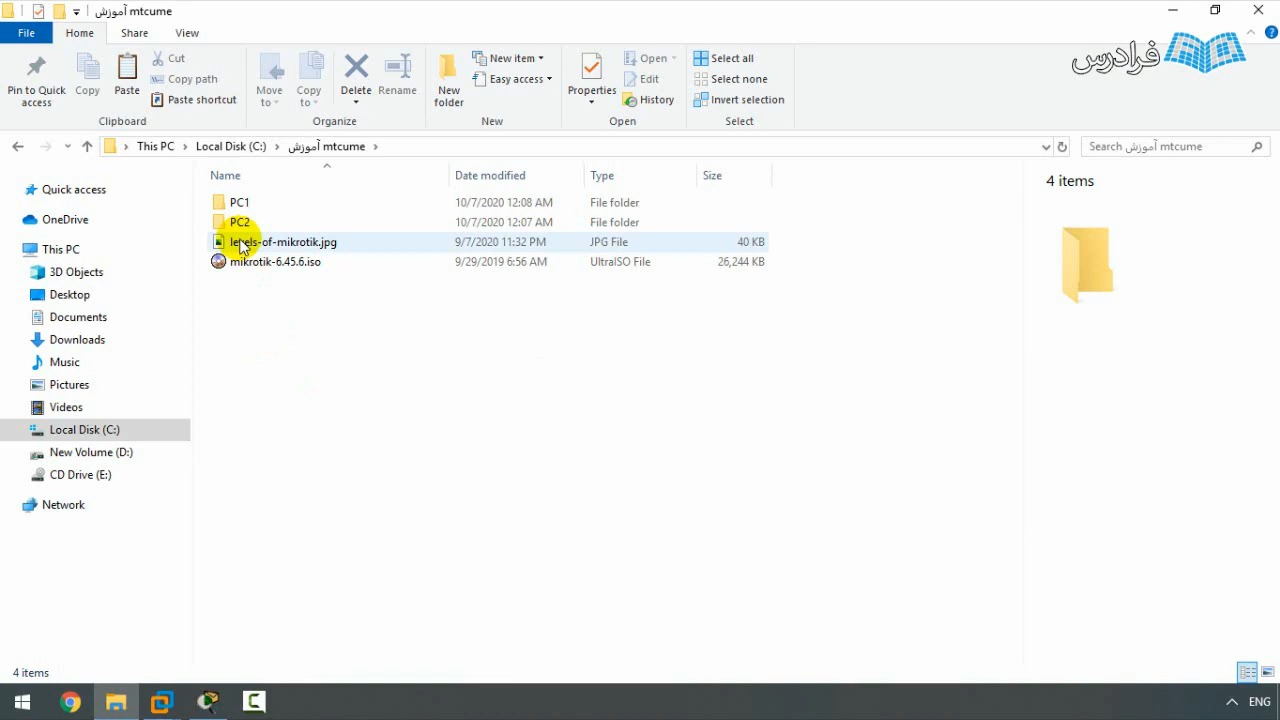 آموزش mtcume
File Home Share View
Pin to Quick access
Copy
Paste
Cut
Copy path
Paste shortcut
Clipboard
Move to
Copy to
Delete
Rename
Organize
New folder
New item
Easy access
New
Properties
Open
Edit
History
Open
Select all
Select none
Invert selection
Select
فرادرس
This PC Local Disk (C:) آموزش mtcume
Search آموزش mtcume
Quick access
OneDrive
This PC
3D Objects
Desktop
Documents
Downloads
Music
Pictures
Videos
Local Disk (C:)
New Volume (D:)
CD Drive (E:)
Network
Name Date modified Type Size
PC1 10/7/2020 12:08 AM File folder
PC2 10/7/2020 12:07 AM File folder
levels-of-mikrotik.jpg 9/7/2020 11:32 PM JPG File 40 KB
mikrotik-6.45.6.iso 9/29/2019 6:56 AM UltraISO File 26,244 KB
4 items
4 items
ENG